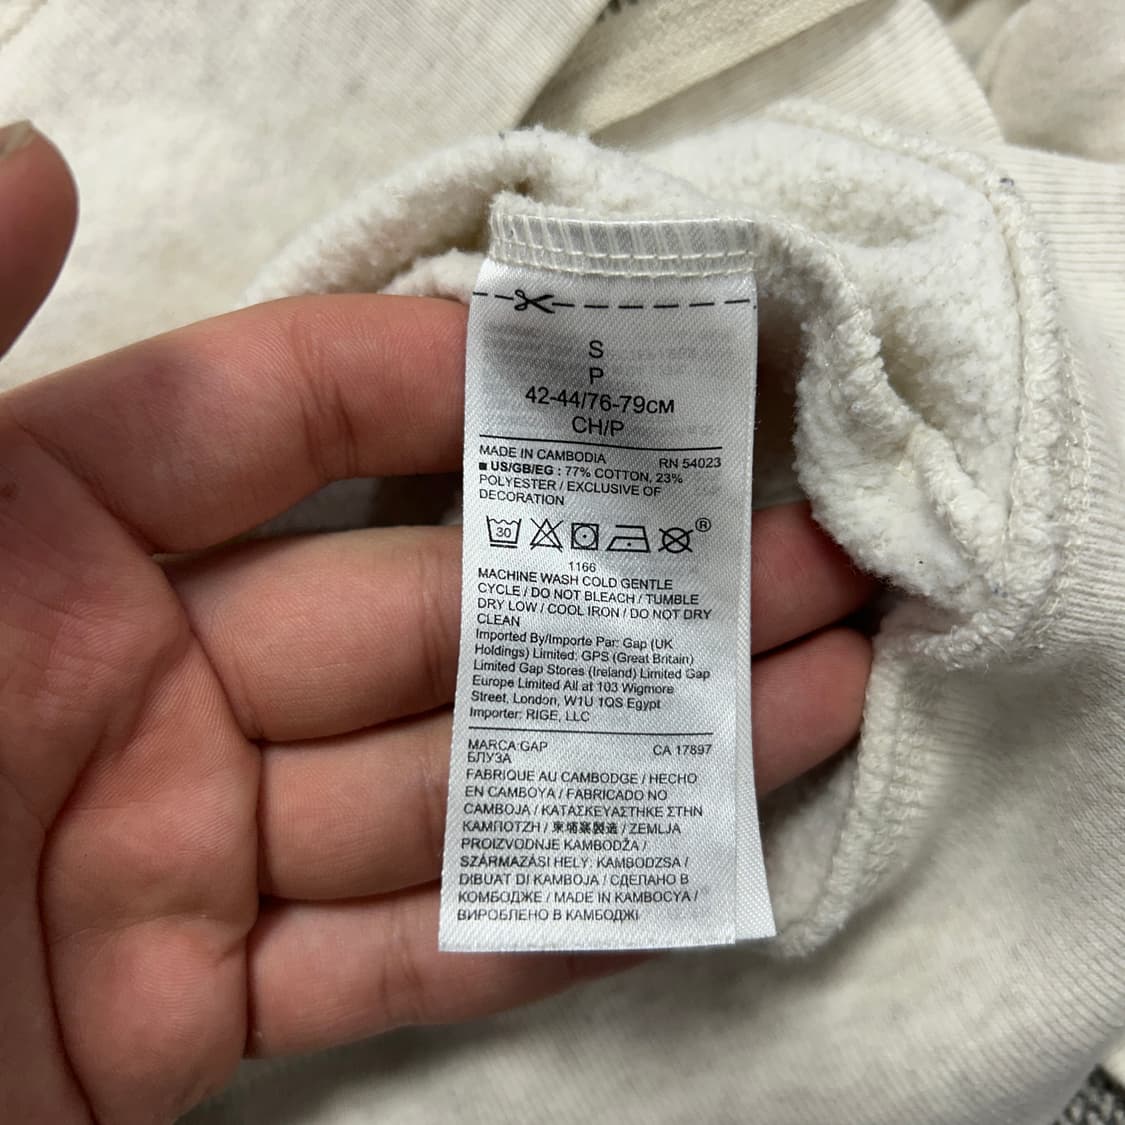 S
P
42-44/76-79см
CH/P
MADE IN CAMBODIA RN 54023
■ US/GB/EG : 77% COTTON, 23%
POLYESTER / EXCLUSIVE OF
DECORATION
30
®
1166
MACHINE WASH COLD GENTLE
CYCLE / DO NOT BLEACH / TUMBLE
DRY LOW / COOL IRON / DO NOT DRY
CLEAN
Imported By/Importe Par: Gap (UK
Holdings) Limited; GPS (Great Britain)
Limited Gap Stores (Ireland) Limited Gap
Europe Limited All at 103 Wigmore
Street, London, W1U 1QS Egypt
Importer: RIGE, LLC
MARCA:GAP CA 17897
БЛУЗА
FABRIQUE AU CAMBODGE / HECHO
EN CAMBOYA / FABRICADO NO
CAMBOJA / ΚΑΤΑΣΚΕΥΑΣΤΗΚΕ ΣΤΗΝ
ΚΑΜΠΟΤΖΗ / 柬埔寨製造 / ZEMLJA
PROIZVODNJE KAMBODŽA /
SZÁRMAZÁSI HELY: KAMBODZSA /
DIBUAT DI KAMBOJA / СДЕЛАНО В
КОМБОДЖЕ / MADE IN KAMBOCYA /
ВИРОБЛЕНО В КАМБОДЖІ